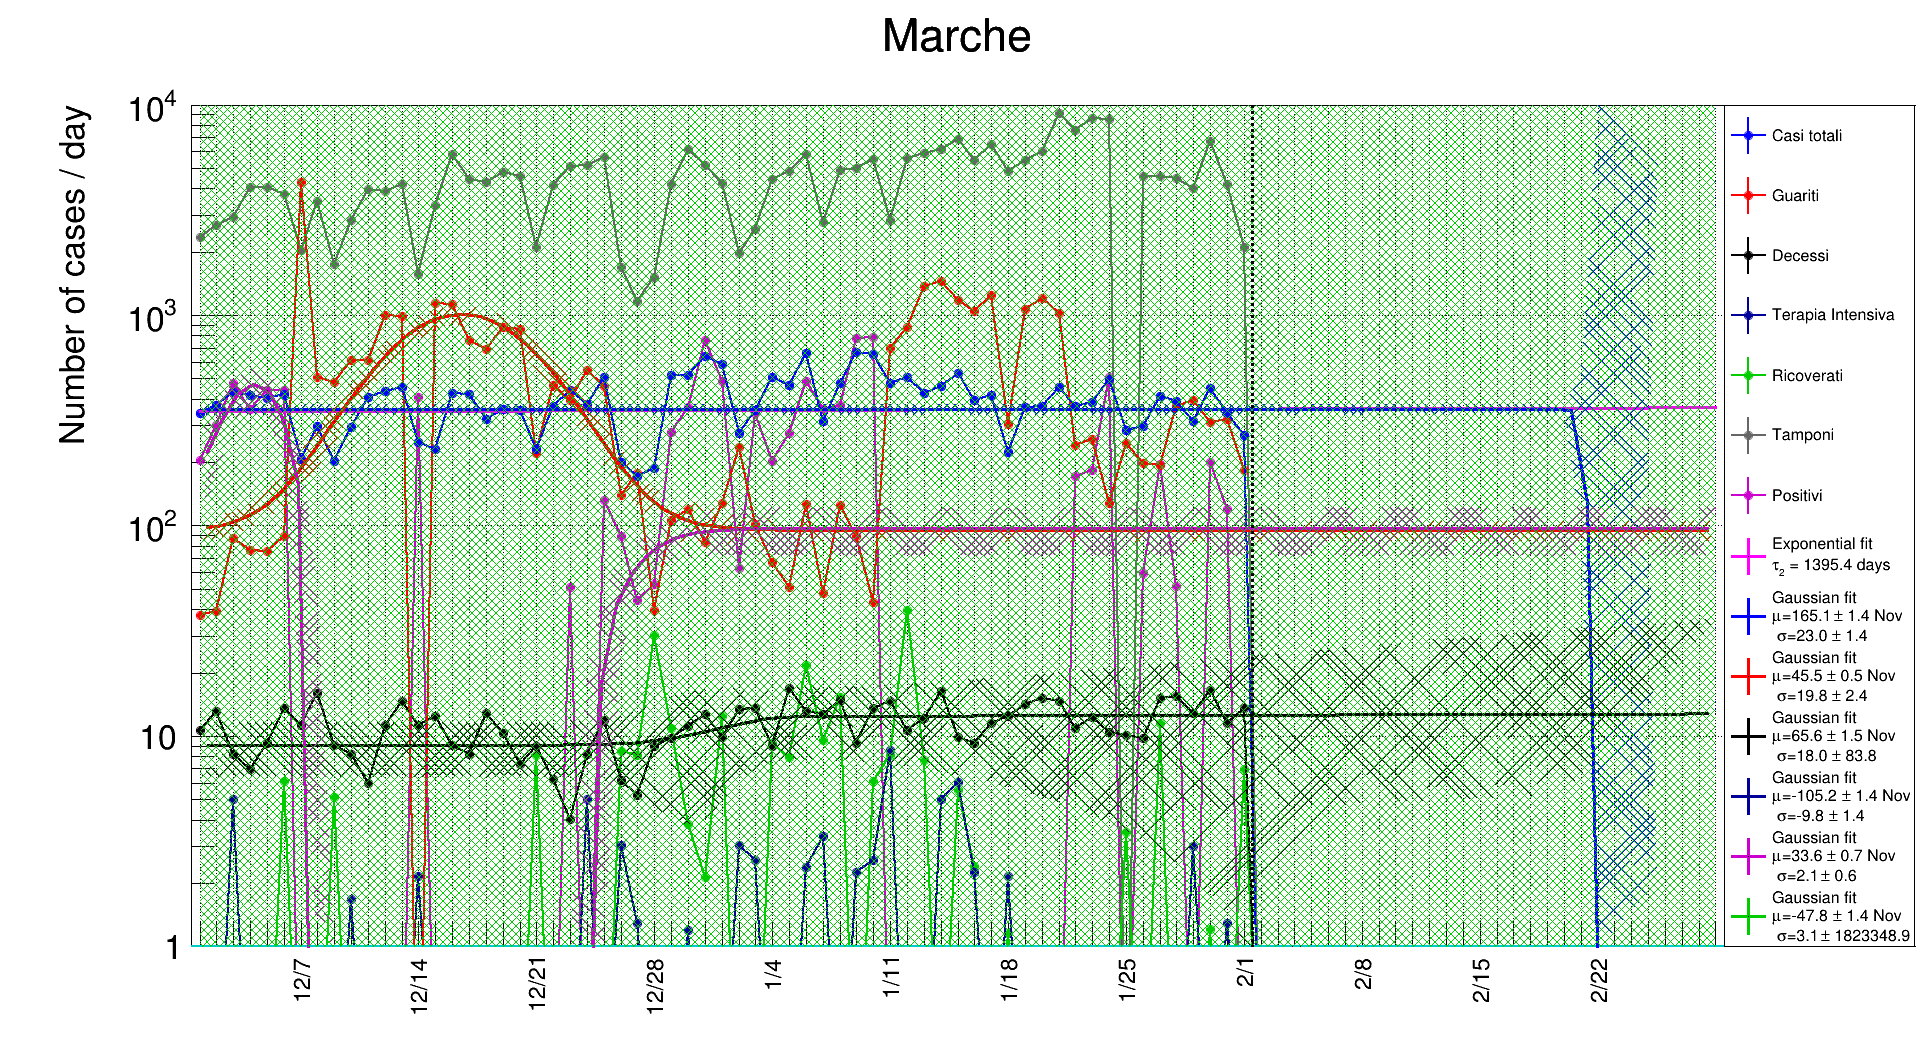 Marche
Number of cases / day
10^4
10^3
10^2
10
1
12/7
12/14
12/21
12/28
1/4
1/11
1/18
1/25
2/1
2/8
2/15
2/22
Casi totali
Guariti
Decessi
Terapia Intensiva
Ricoverati
Tamponi
Positivi
Exponential fit
τ₂ = 1395.4 days
Gaussian fit
μ=165.1 ± 1.4 Nov
σ=23.0 ± 1.4
Gaussian fit
μ=45.5 ± 0.5 Nov
σ=19.8 ± 2.4
Gaussian fit
μ=65.6 ± 1.5 Nov
σ=18.0 ± 83.8
Gaussian fit
μ=-105.2 ± 1.4 Nov
σ=-9.8 ± 1.4
Gaussian fit
μ=33.6 ± 0.7 Nov
σ=2.1 ± 0.6
Gaussian fit
μ=-47.8 ± 1.4 Nov
σ=3.1 ± 1823348.9